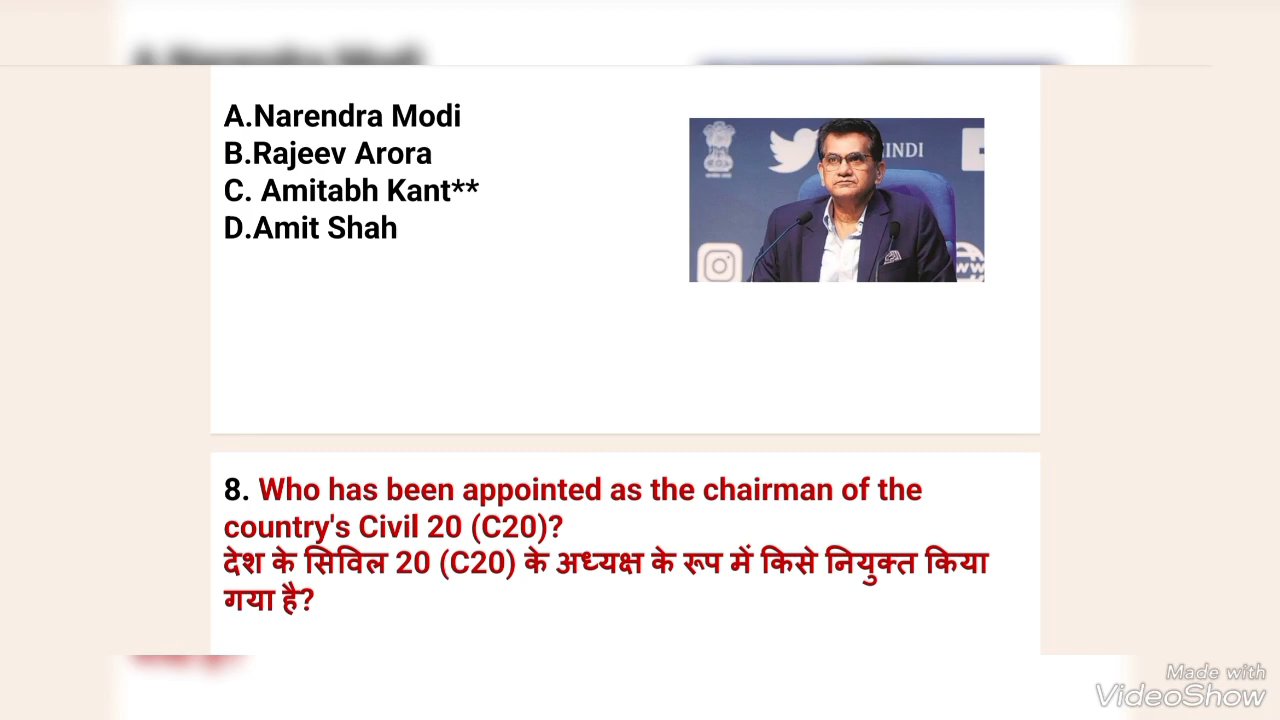 A.Narendra Modi
B.Rajeev Arora
C. Amitabh Kant**
D.Amit Shah
INDI
8. Who has been appointed as the chairman of the
country's Civil 20 (C20)?
देश के सिविल 20 (C20) के अध्यक्ष के रूप में किसे नियुक्त किया
गया है?
Made with
VideoShow